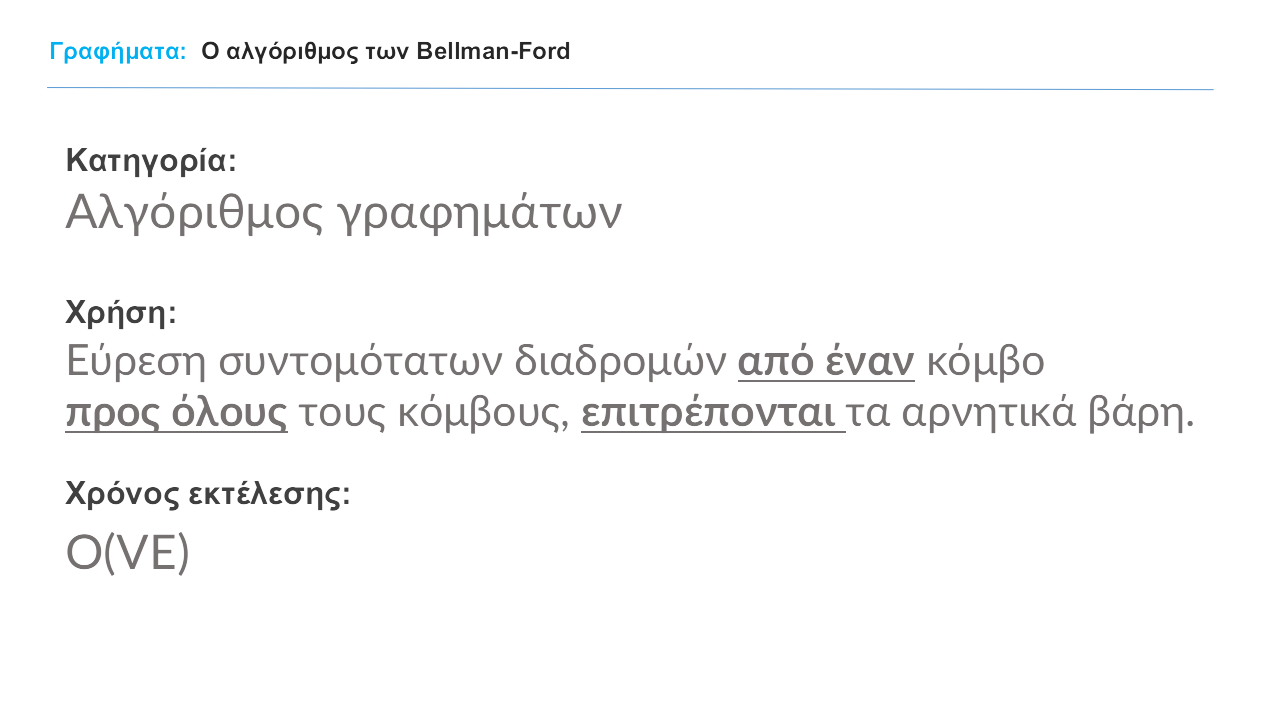 Γραφήματα: Ο αλγόριθμος των Bellman-Ford
Κατηγορία:
Αλγόριθμος γραφημάτων
Χρήση:
Εύρεση συντομότατων διαδρομών από έναν κόμβο
προς όλους τους κόμβους, επιτρέπονται τα αρνητικά βάρη.
Χρόνος εκτέλεσης:
O(VE)